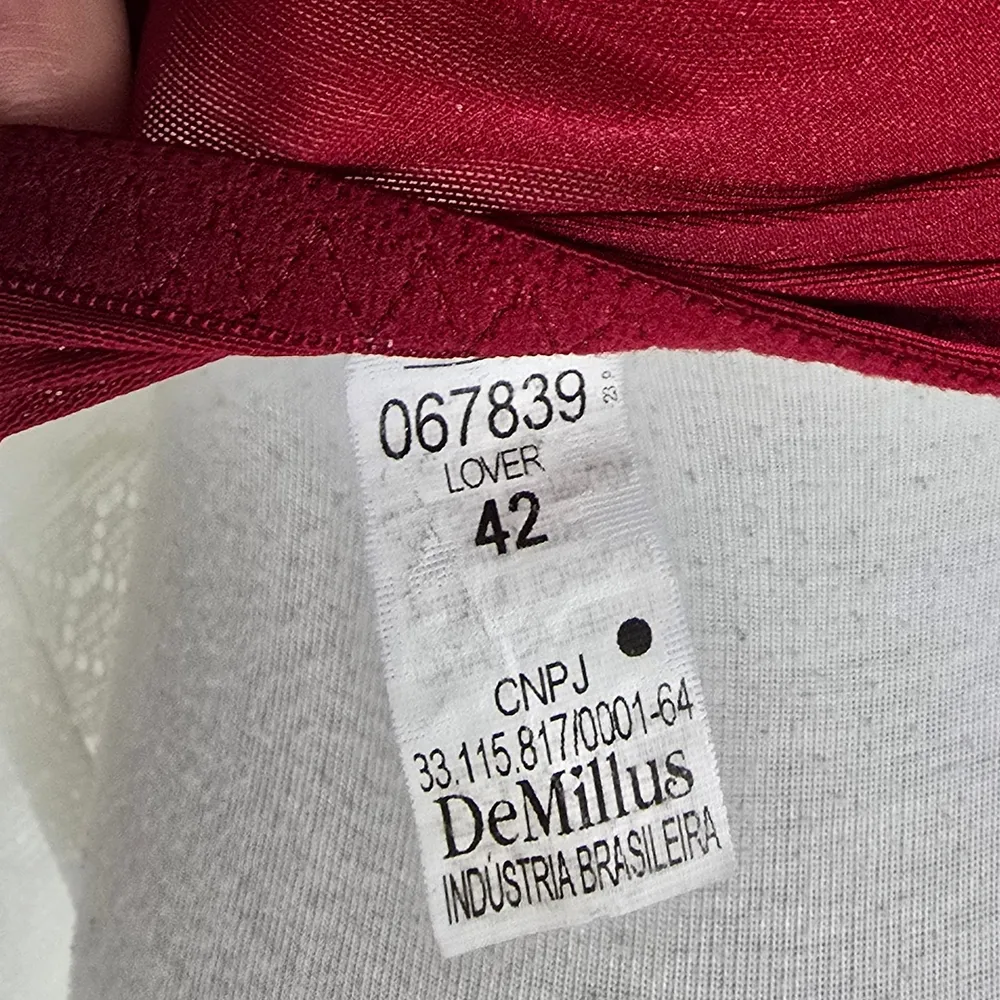 067839
LOVER
42
CNPJ
33.115.817/0001-64
DeMillus
INDÚSTRIA BRASILEIRA